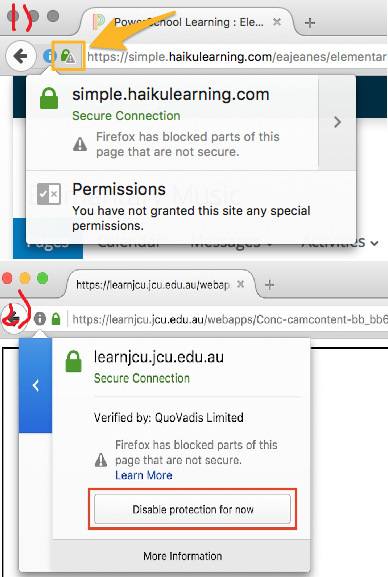 1)
PowerSchool Learning : Ele...
https://simple.haikulearning.com/eajeanes/elementar
simple.haikulearning.com
Secure Connection
Firefox has blocked parts of this
page that are not secure.
Permissions
You have not granted this site any special
permissions.
Pages Calendar Messages Activities
https://learnjcu.jcu.edu.au/webap
https://learnjcu.jcu.edu.au/webapps/Conc-camcontent-bb_bb6
learnjcu.jcu.edu.au
Secure Connection
Verified by: QuoVadis Limited
Firefox has blocked parts of this
page that are not secure.
Learn More
Disable protection for now
More Information